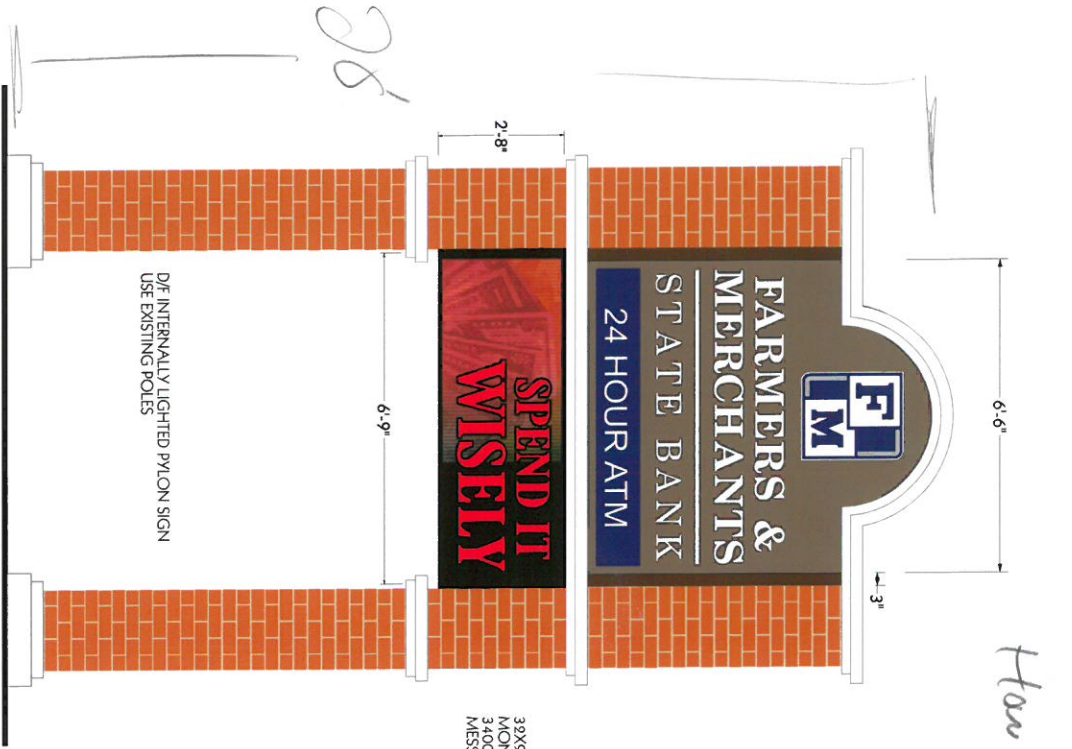 6'-6"
3"
F
M
FARMERS &
MERCHANTS
STATE BANK
24 HOUR ATM
2'-8"
SPEND IT
WISELY
6'-9"
D/F INTERNALLY LIGHTED PYLON SIGN
USE EXISTING POLES